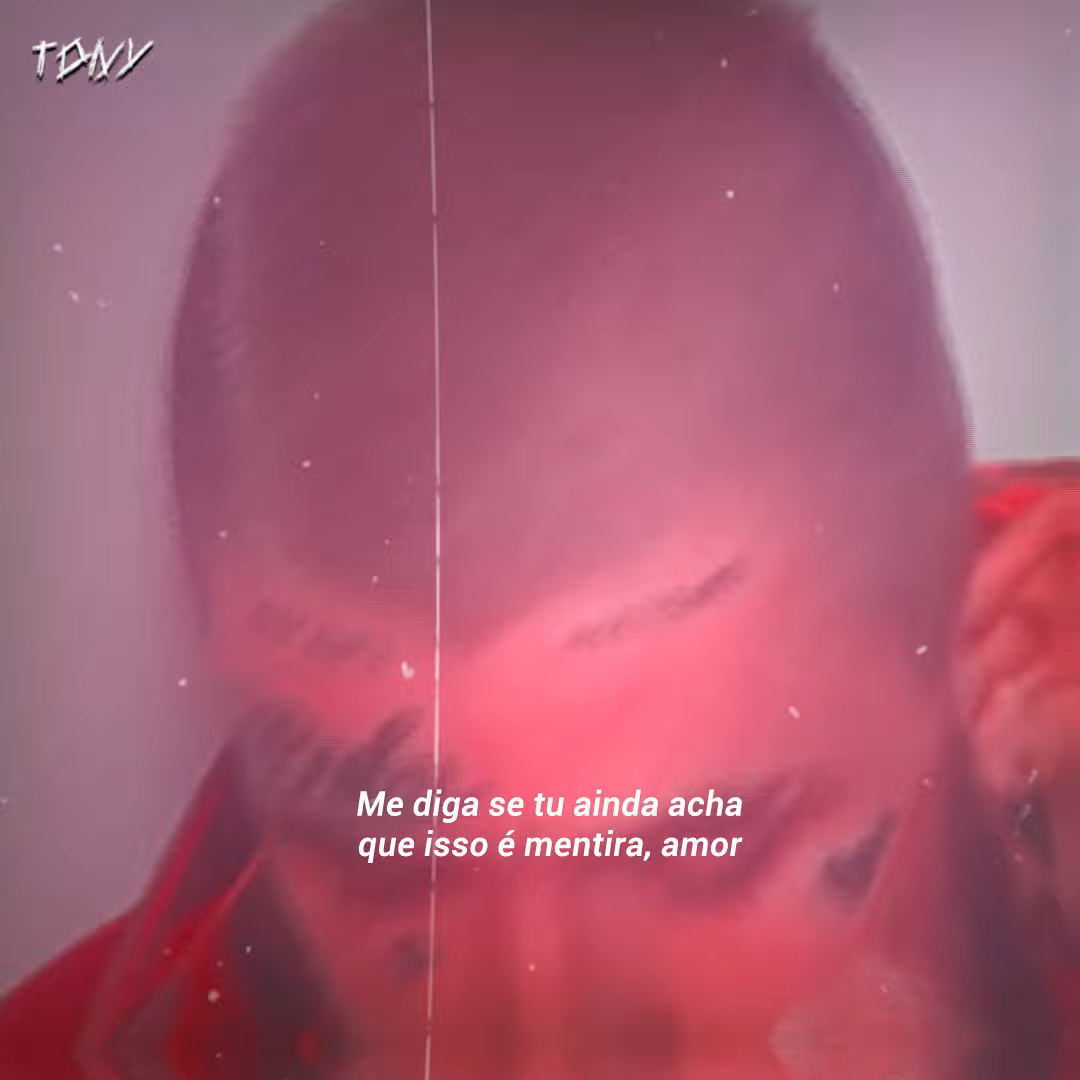 TONY
Me diga se tu ainda acha
que isso é mentira, amor